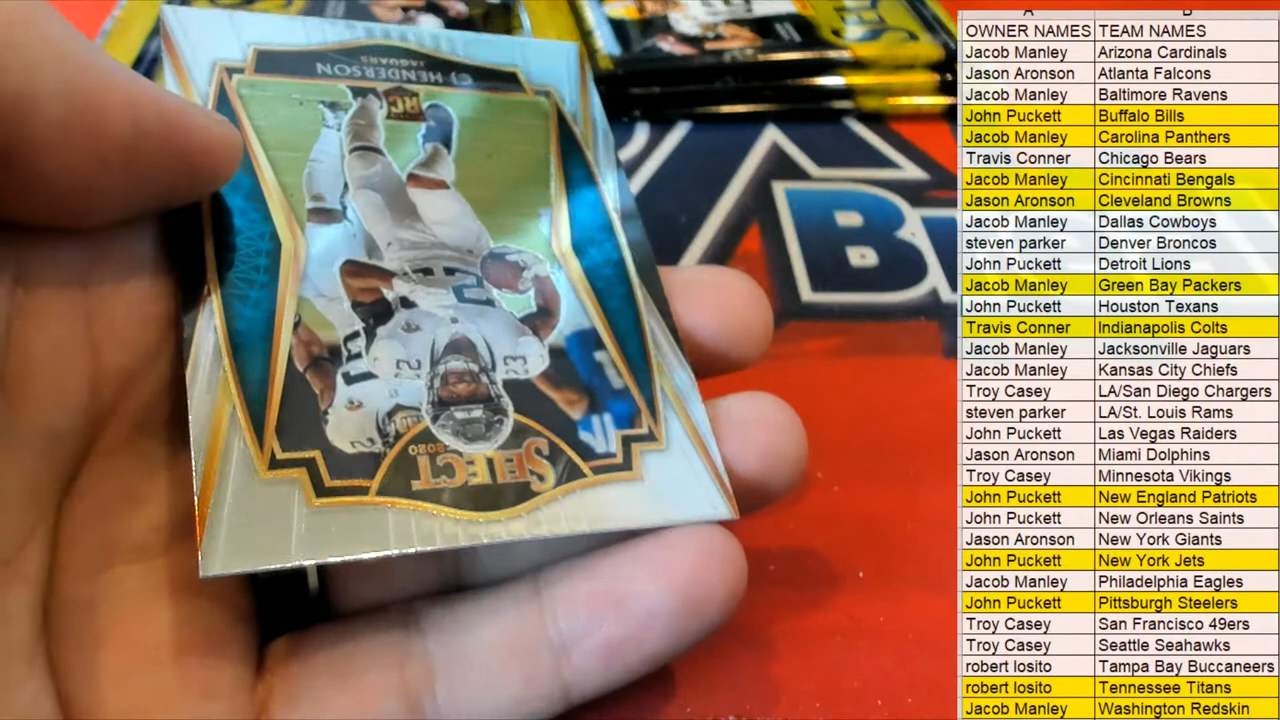 A B
OWNER NAMES TEAM NAMES
Jacob Manley Arizona Cardinals
Jason Aronson Atlanta Falcons
Jacob Manley Baltimore Ravens
John Puckett Buffalo Bills
Jacob Manley Carolina Panthers
Travis Conner Chicago Bears
Jacob Manley Cincinnati Bengals
Jason Aronson Cleveland Browns
Jacob Manley Dallas Cowboys
steven parker Denver Broncos
John Puckett Detroit Lions
Jacob Manley Green Bay Packers
John Puckett Houston Texans
Travis Conner Indianapolis Colts
Jacob Manley Jacksonville Jaguars
Jacob Manley Kansas City Chiefs
Troy Casey LA/San Diego Chargers
steven parker LA/St. Louis Rams
John Puckett Las Vegas Raiders
Jason Aronson Miami Dolphins
Troy Casey Minnesota Vikings
John Puckett New England Patriots
John Puckett New Orleans Saints
Jason Aronson New York Giants
John Puckett New York Jets
Jacob Manley Philadelphia Eagles
John Puckett Pittsburgh Steelers
Troy Casey San Francisco 49ers
Troy Casey Seattle Seahawks
robert losito Tampa Bay Buccaneers
robert losito Tennessee Titans
Jacob Manley Washington Redskin
CJ HENDERSON
JAGUARS
RC
23
23
2020
SELECT